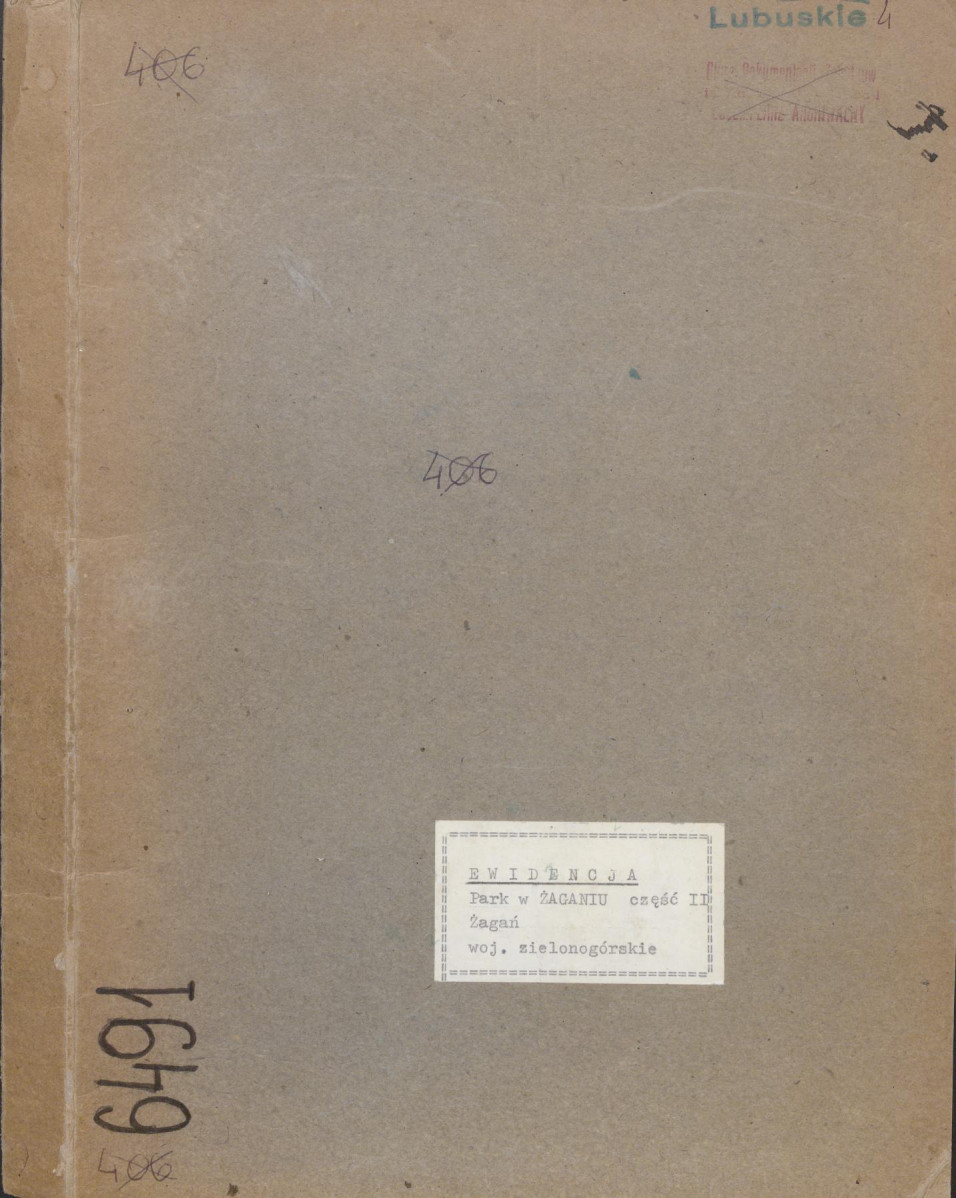 Lubuskie 4
406
406
EWIDENCJA
Park w ŻAGANIU część II
Żagań
woj. zielonogórskie
6491
406